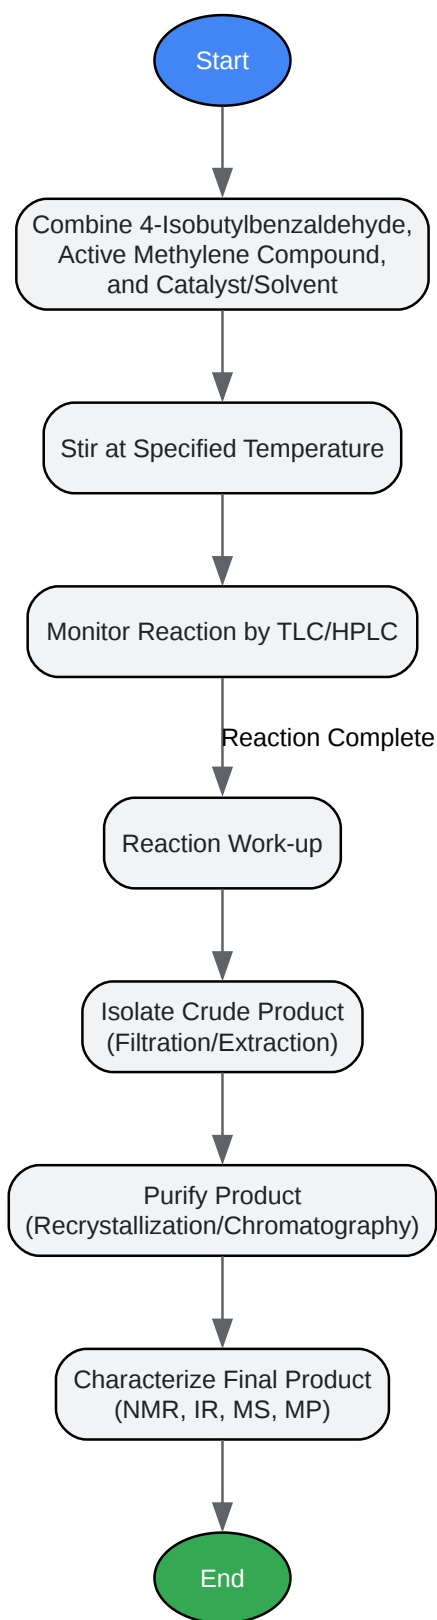 Start
Combine 4-Isobutylbenzaldehyde,
Active Methylene Compound,
and Catalyst/Solvent
Stir at Specified Temperature
Monitor Reaction by TLC/HPLC
Reaction Complete
Reaction Work-up
Isolate Crude Product
(Filtration/Extraction)
Purify Product
(Recrystallization/Chromatography)
Characterize Final Product
(NMR, IR, MS, MP)
End